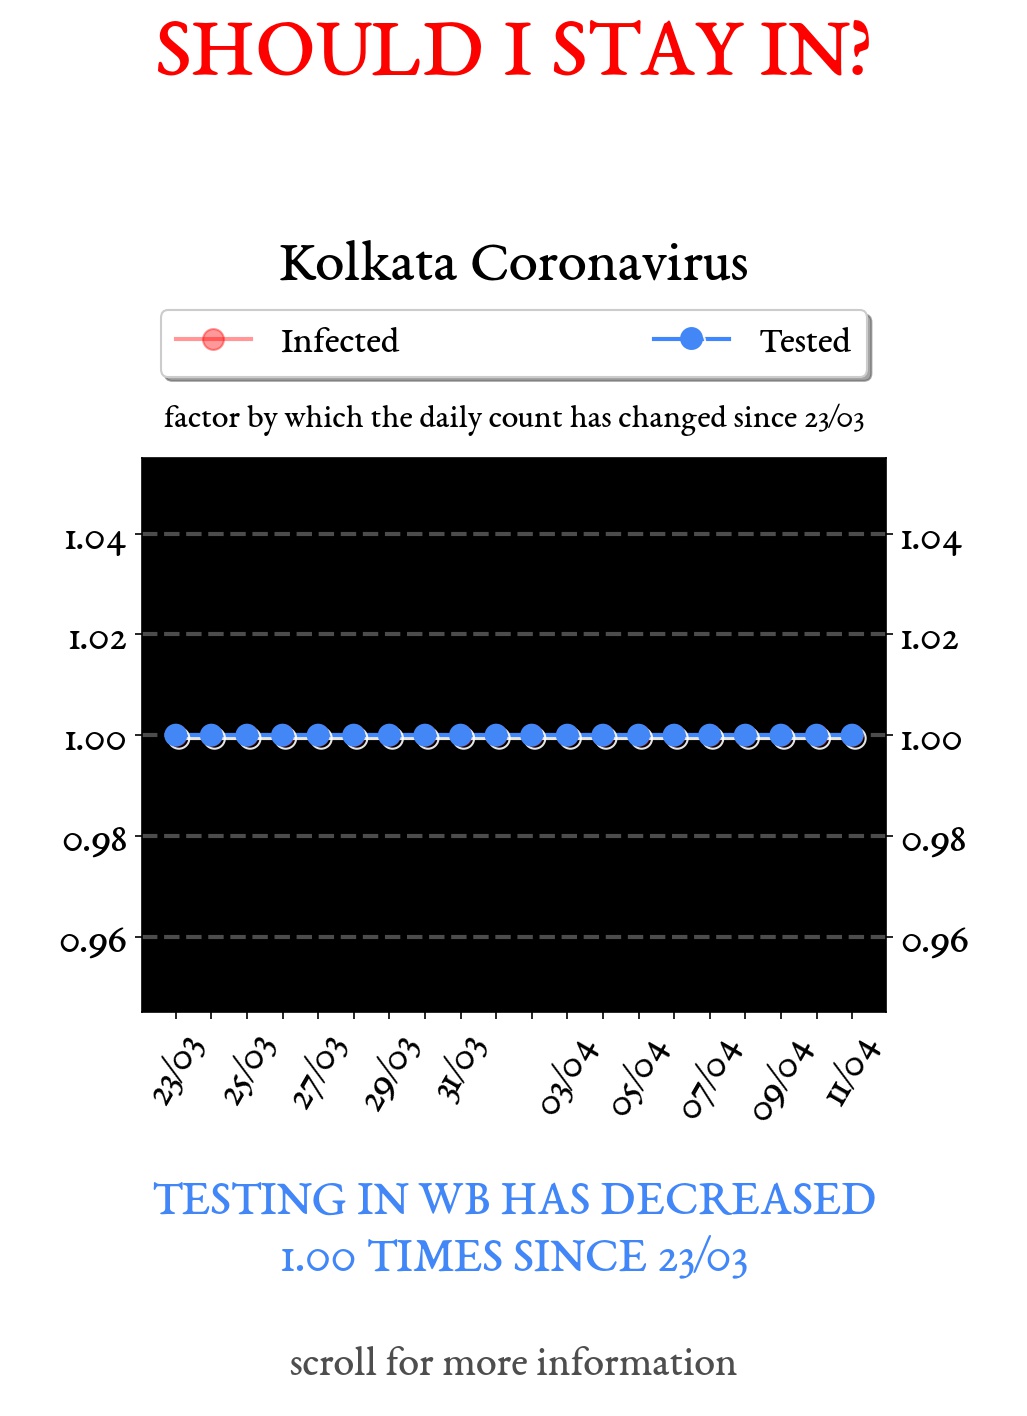 SHOULD I STAY IN?
Kolkata Coronavirus
Infected Tested
factor by which the daily count has changed since 23/03
1.04 1.04
1.02 1.02
1.00 1.00
0.98 0.98
0.96 0.96
23/03 25/03 27/03 29/03 31/03 03/04 05/04 07/04 09/04 11/04
TESTING IN WB HAS DECREASED
1.00 TIMES SINCE 23/03
scroll for more information